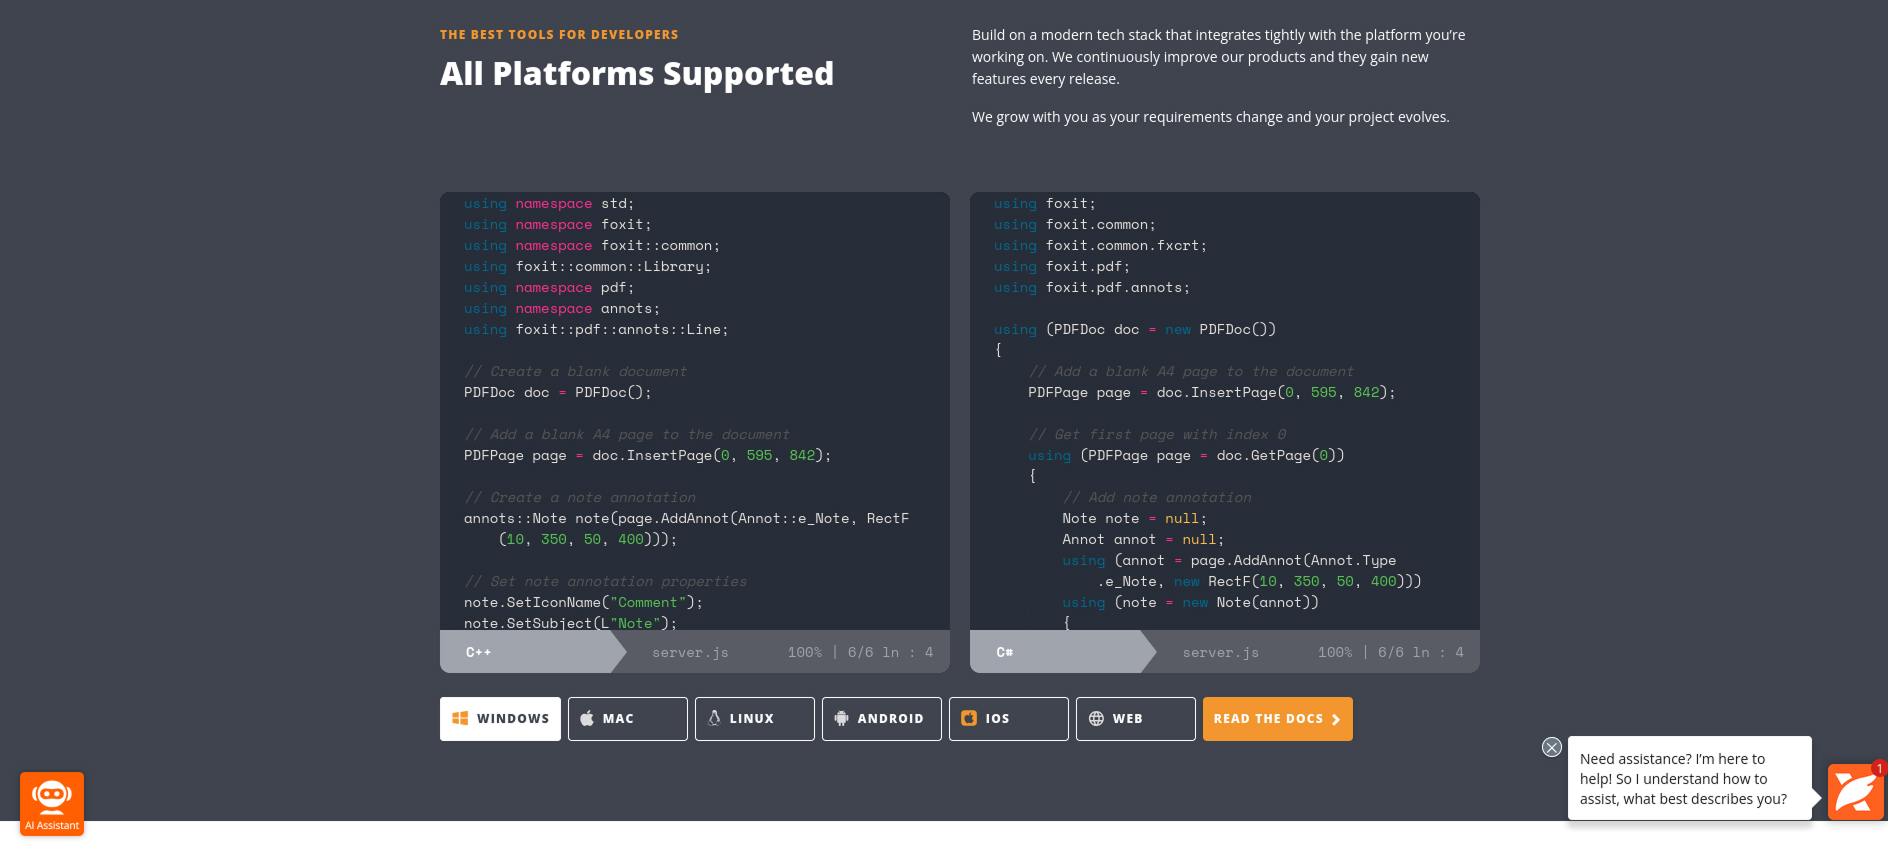 THE BEST TOOLS FOR DEVELOPERS
All Platforms Supported
Build on a modern tech stack that integrates tightly with the platform you’re
working on. We continuously improve our products and they gain new
features every release.
We grow with you as your requirements change and your project evolves.
using namespace std;
using namespace foxit;
using namespace foxit::common;
using foxit::common::Library;
using namespace pdf;
using namespace annots;
using foxit::pdf::annots::Line;
// Create a blank document
PDFDoc doc = PDFDoc();
// Add a blank A4 page to the document
PDFPage page = doc.InsertPage(0, 595, 842);
// Create a note annotation
annots::Note note(page.AddAnnot(Annot::e_Note, RectF
(10, 350, 50, 400)));
// Set note annotation properties
note.SetIconName("Comment");
note.SetSubject(L"Note");
C++
server.js
100% | 6/6 ln : 4
using foxit;
using foxit.common;
using foxit.common.fxcrt;
using foxit.pdf;
using foxit.pdf.annots;
using (PDFDoc doc = new PDFDoc())
{
// Add a blank A4 page to the document
PDFPage page = doc.InsertPage(0, 595, 842);
// Get first page with index 0
using (PDFPage page = doc.GetPage(0))
{
// Add note annotation
Note note = null;
Annot annot = null;
using (annot = page.AddAnnot(Annot.Type
.e_Note, new RectF(10, 350, 50, 400)))
using (note = new Note(annot))
{
C#
server.js
100% | 6/6 ln : 4
WINDOWS
MAC
LINUX
ANDROID
IOS
WEB
READ THE DOCS
AI Assistant
Need assistance? I’m here to
help! So I understand how to
assist, what best describes you?
1